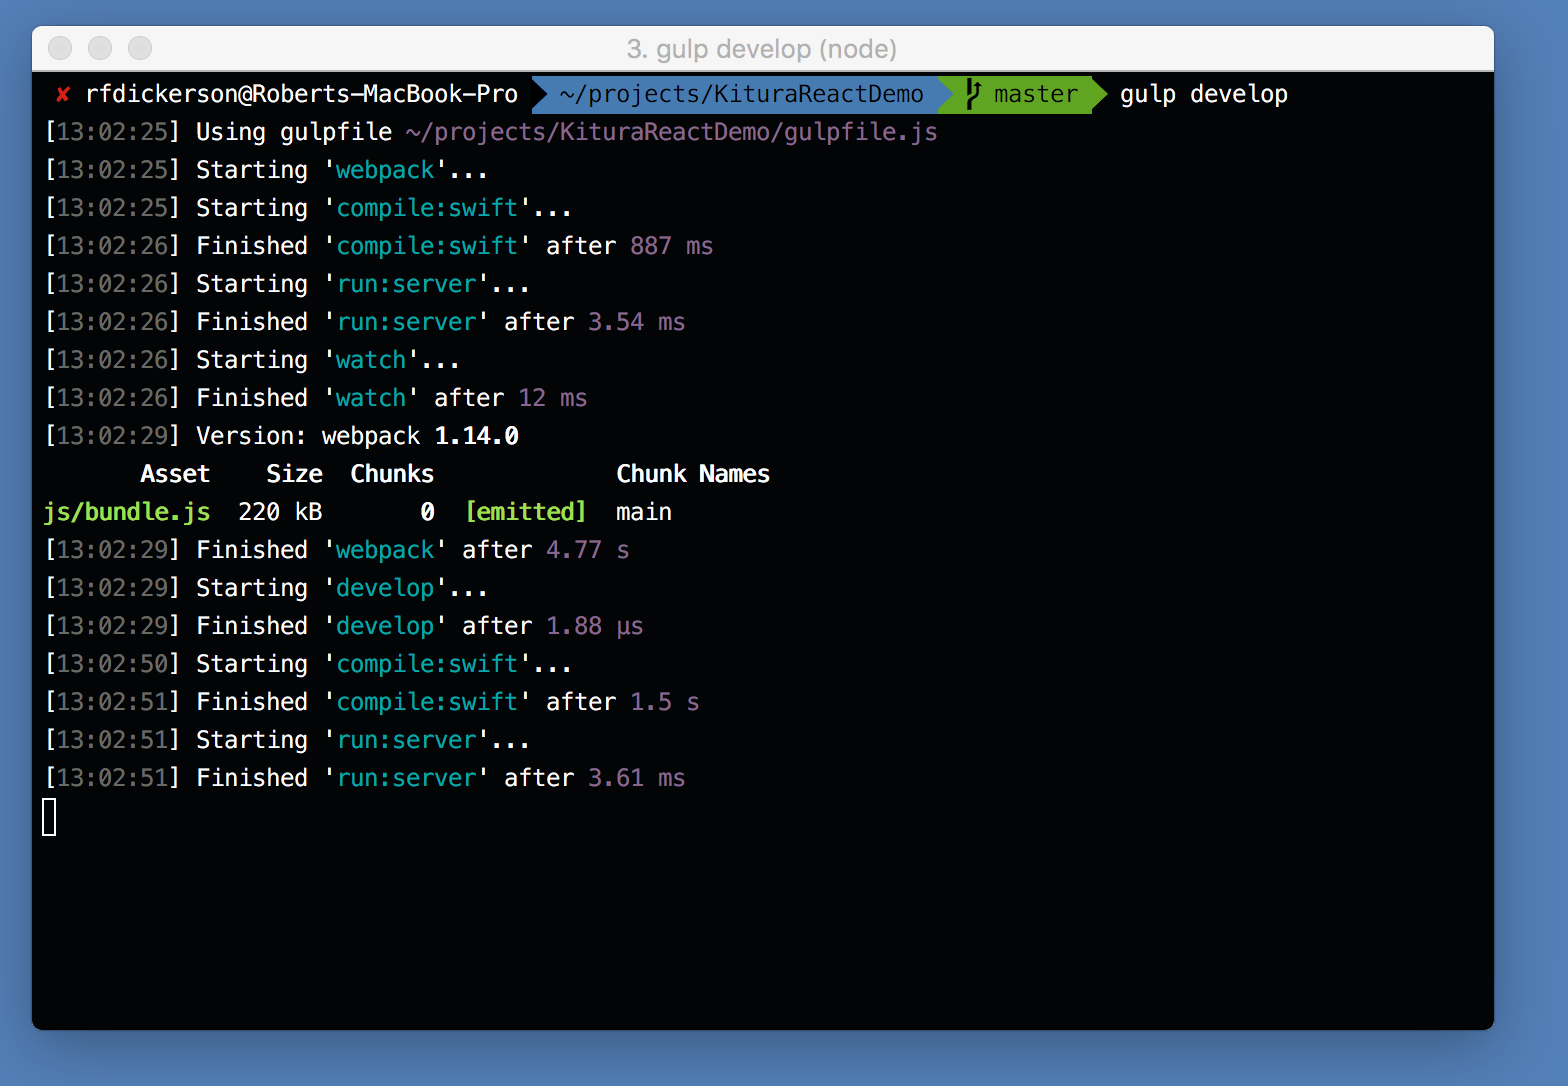 3. gulp develop (node)
✘ rfdickerson@Roberts-MacBook-Pro ~/projects/KituraReactDemo master gulp develop
[13:02:25] Using gulpfile ~/projects/KituraReactDemo/gulpfile.js
[13:02:25] Starting 'webpack'...
[13:02:25] Starting 'compile:swift'...
[13:02:26] Finished 'compile:swift' after 887 ms
[13:02:26] Starting 'run:server'...
[13:02:26] Finished 'run:server' after 3.54 ms
[13:02:26] Starting 'watch'...
[13:02:26] Finished 'watch' after 12 ms
[13:02:29] Version: webpack 1.14.0
Asset Size Chunks Chunk Names
js/bundle.js 220 kB 0 [emitted] main
[13:02:29] Finished 'webpack' after 4.77 s
[13:02:29] Starting 'develop'...
[13:02:29] Finished 'develop' after 1.88 μs
[13:02:50] Starting 'compile:swift'...
[13:02:51] Finished 'compile:swift' after 1.5 s
[13:02:51] Starting 'run:server'...
[13:02:51] Finished 'run:server' after 3.61 ms